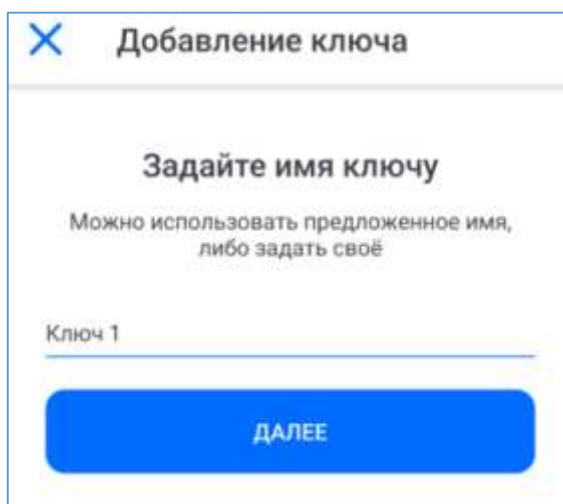 Добавление ключа
Задайте имя ключу
Можно использовать предложенное имя,
либо задать своё
Ключ 1
ДАЛЕЕ